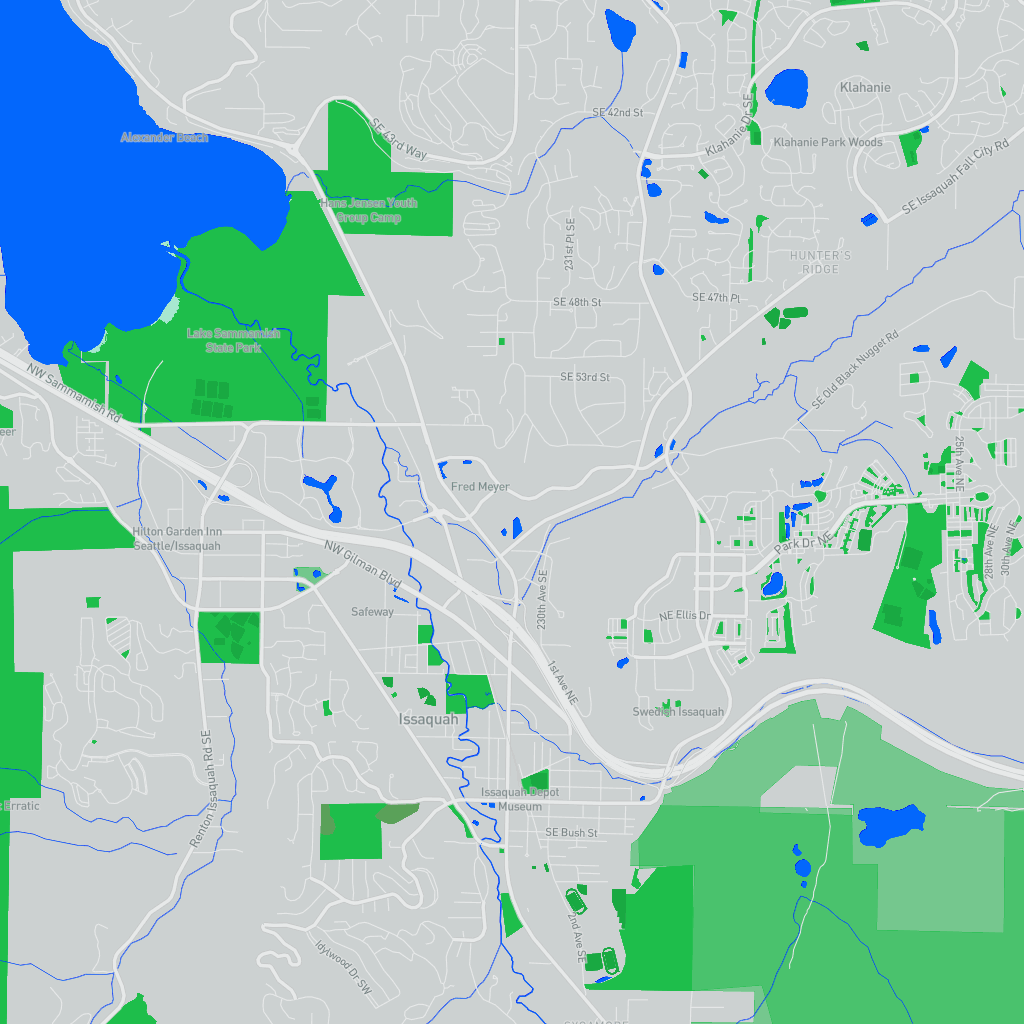 Klahanie
SE 42nd St
Klahanie Dr SE
Alexander Beach
SE 43rd Way
Klahanie Park Woods
SE Issaquah Fall City Rd
Hans Jensen Youth
Group Camp
231st Pl SE
HUNTER'S
RIDGE
SE 48th St
SE 47th Pl
Lake Sammamish
State Park
SE Old Black Nugget Rd
NW Sammamish Rd
SE 53rd St
25th Ave NE
Fred Meyer
Hilton Garden Inn
Seattle/Issaquah
Park Dr NE
28th Ave NE
30th Ave NE
NW Gilman Blvd
230th Ave SE
Safeway
NE Ellis Dr
1st Ave NE
Issaquah
Swedish Issaquah
Renton Issaquah Rd SE
Erratic
Issaquah Depot
Museum
SE Bush St
2nd Ave SE
Idylwood Dr SW